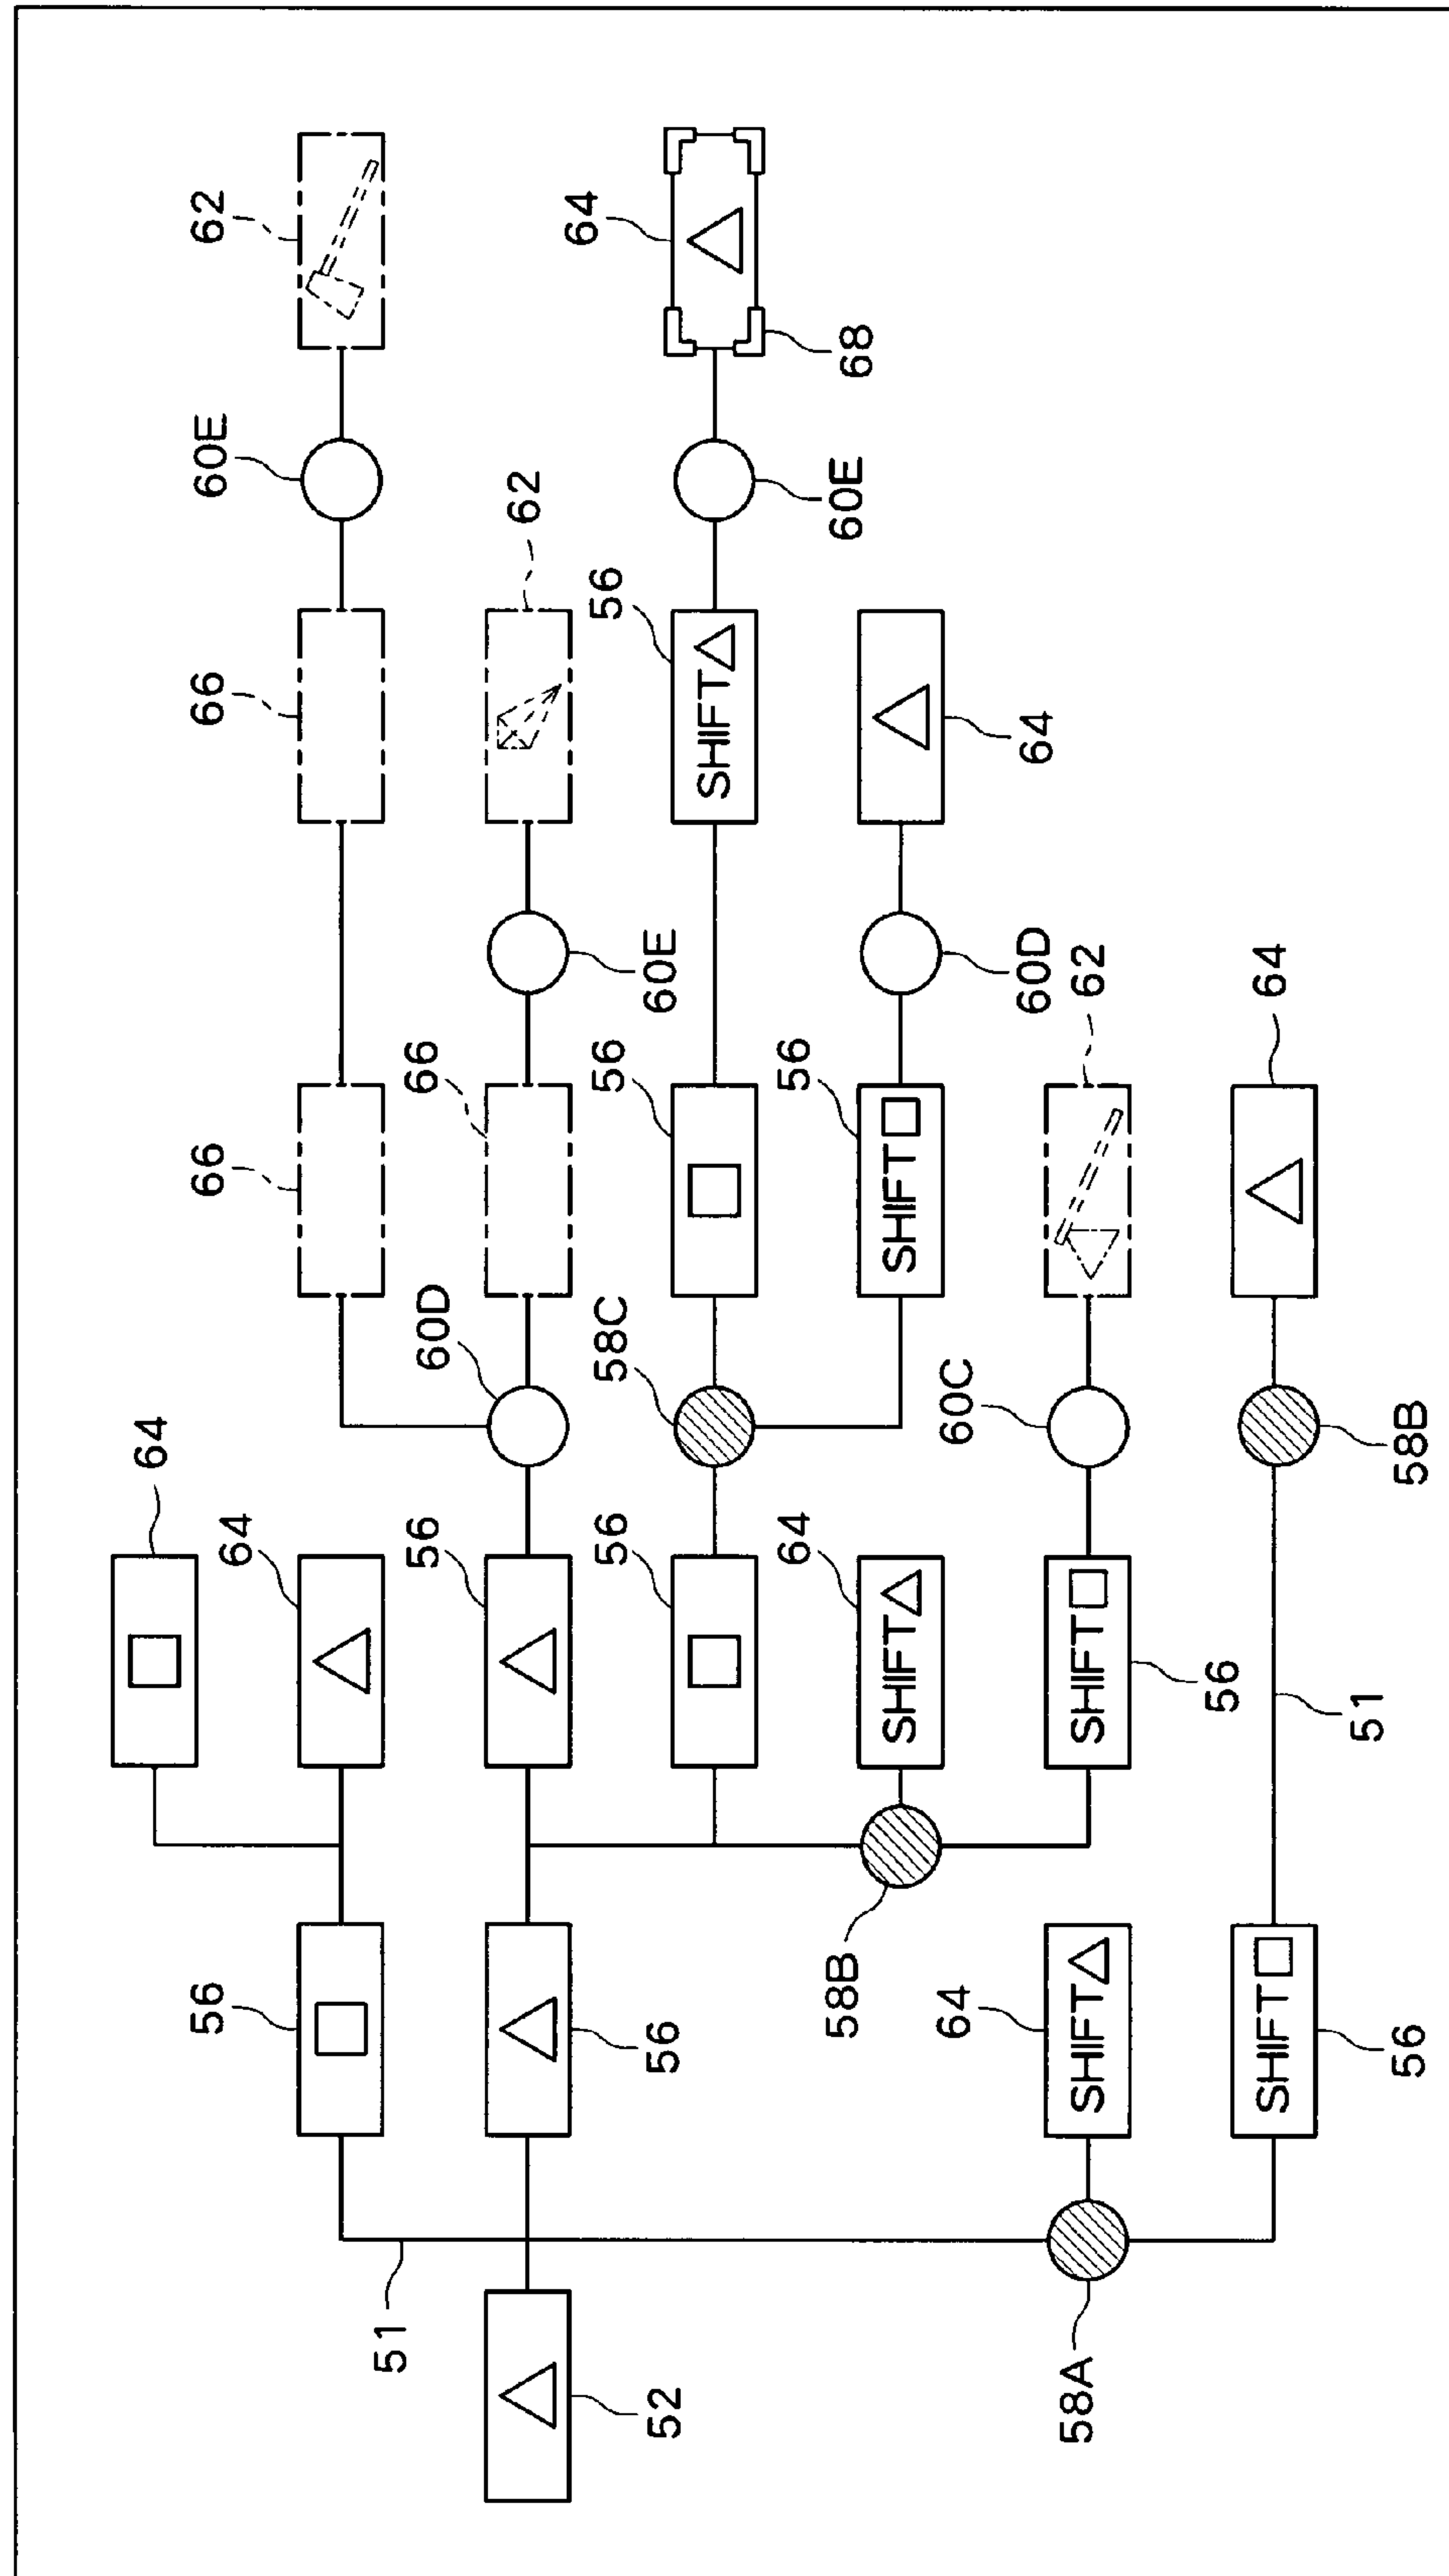 64
56 64 66 66 60E 62
51 56 60D 66 62
56 58C 56 56 64
52 56 60E
SHIFT△
64 56 60E 68
58B SHIFT△ SHIFT□
64 60C 60D 64
58A SHIFT△ SHIFT□ 62
56 64
SHIFT□
51
56 58B